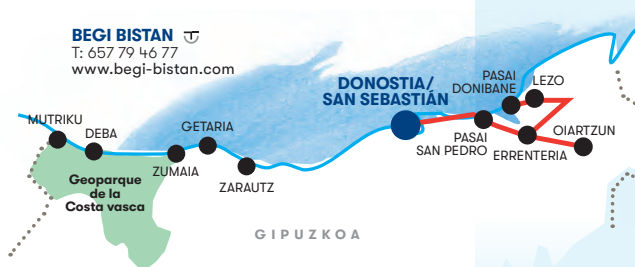 BEGI BISTAN
T: 657 79 46 77
www.begi-bistan.com
DONOSTIA/
SAN SEBASTIÁN
PASAI
DONIBANE
LEZO
MUTRIKU
DEBA
GETARIA
ZUMAIA
ZARAUTZ
PASAI
SAN PEDRO
ERRENTERIA
OIARTZUN
Geoparque
de la
Costa vasca
GIPUZKOA